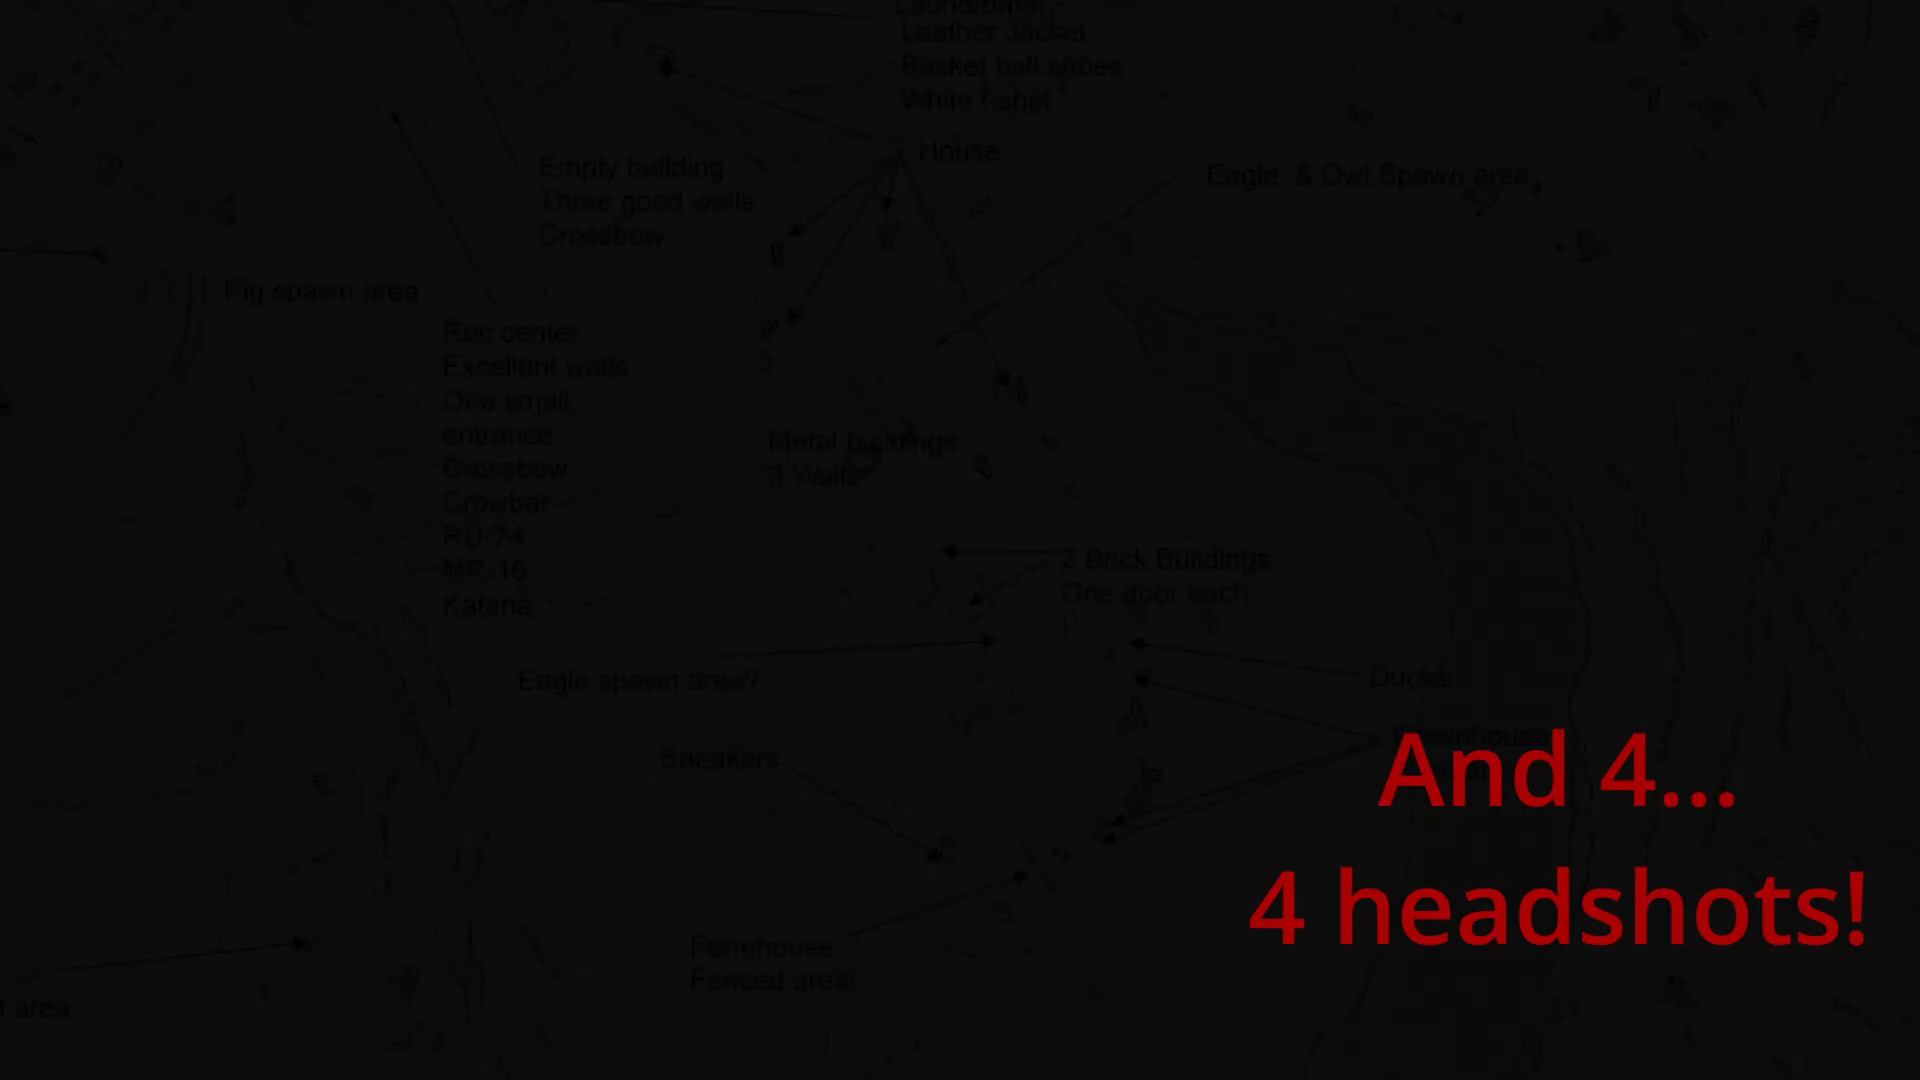 Laundromat -
Leather Jacket
Basket ball shoes
White t-shirt
House
Empty building
Three good walls
Crossbow
Eagle & Owl Spawn area
Pig spawn area
Rec center
Excellent walls
One small
entrance
Crossbow
Crowbar
RU-74
MR-16
Katana
Metal buildings
3 Walls
2 Brick Buildings
One door each
Eagle spawn area?
Ducks
Sneakers
Greenhouse
And 4...
4 headshots!
Farmhouse
Fenced area!
area